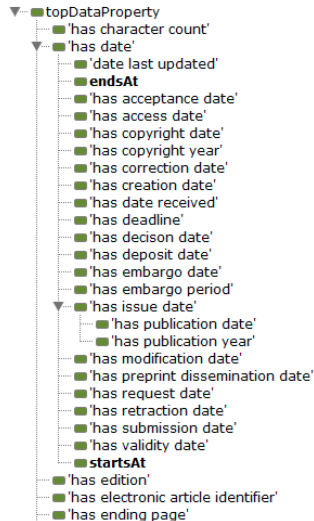 topDataProperty
'has character count'
'has date'
'date last updated'
endsAt
'has acceptance date'
'has access date'
'has copyright date'
'has copyright year'
'has correction date'
'has creation date'
'has date received'
'has deadline'
'has decison date'
'has deposit date'
'has embargo date'
'has embargo period'
'has issue date'
'has publication date'
'has publication year'
'has modification date'
'has preprint dissemination date'
'has request date'
'has retraction date'
'has submission date'
'has validity date'
startsAt
'has edition'
'has electronic article identifier'
'has ending page'